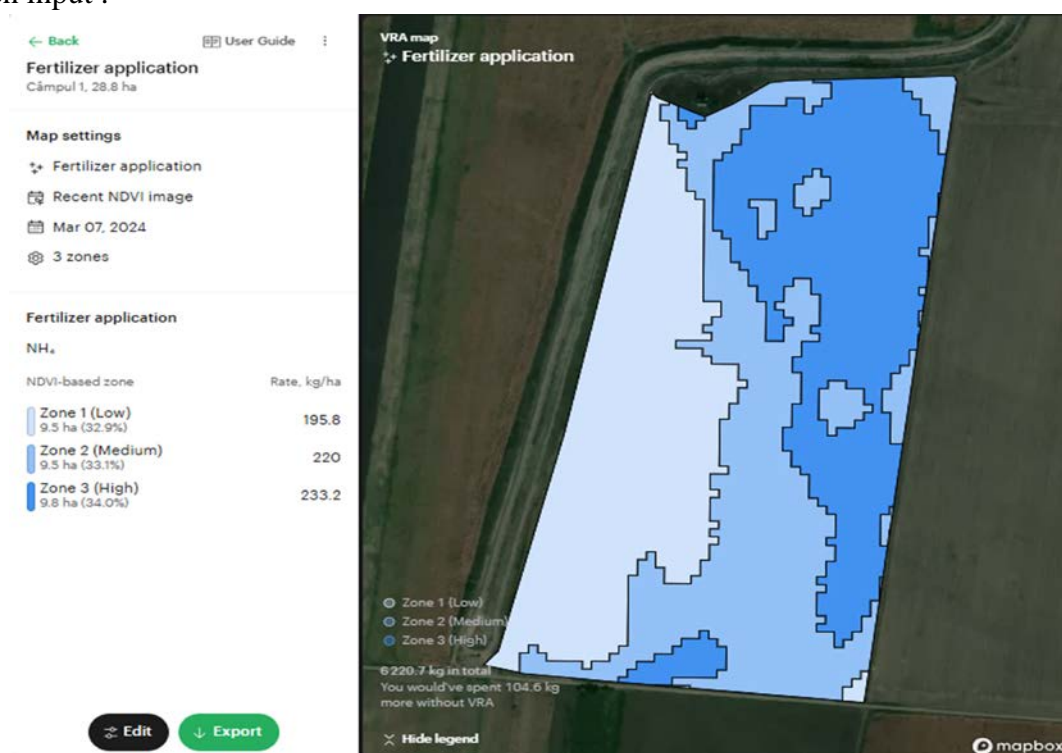 ← Back
User Guide
Fertilizer application
Câmpul 1, 28.8 ha
Map settings
Fertilizer application
Recent NDVI image
Mar 07, 2024
3 zones
Fertilizer application
NH₄
NDVI-based zone Rate, kg/ha
Zone 1 (Low)
9.5 ha (32.9%)
195.8
Zone 2 (Medium)
9.5 ha (33.1%)
220
Zone 3 (High)
9.8 ha (34.0%)
233.2
Edit
Export
VRA map
Fertilizer application
Zone 1 (Low)
Zone 2 (Medium)
Zone 3 (High)
6 220.7 kg in total
You would've spent 104.6 kg
more without VRA
Hide legend
mapbox